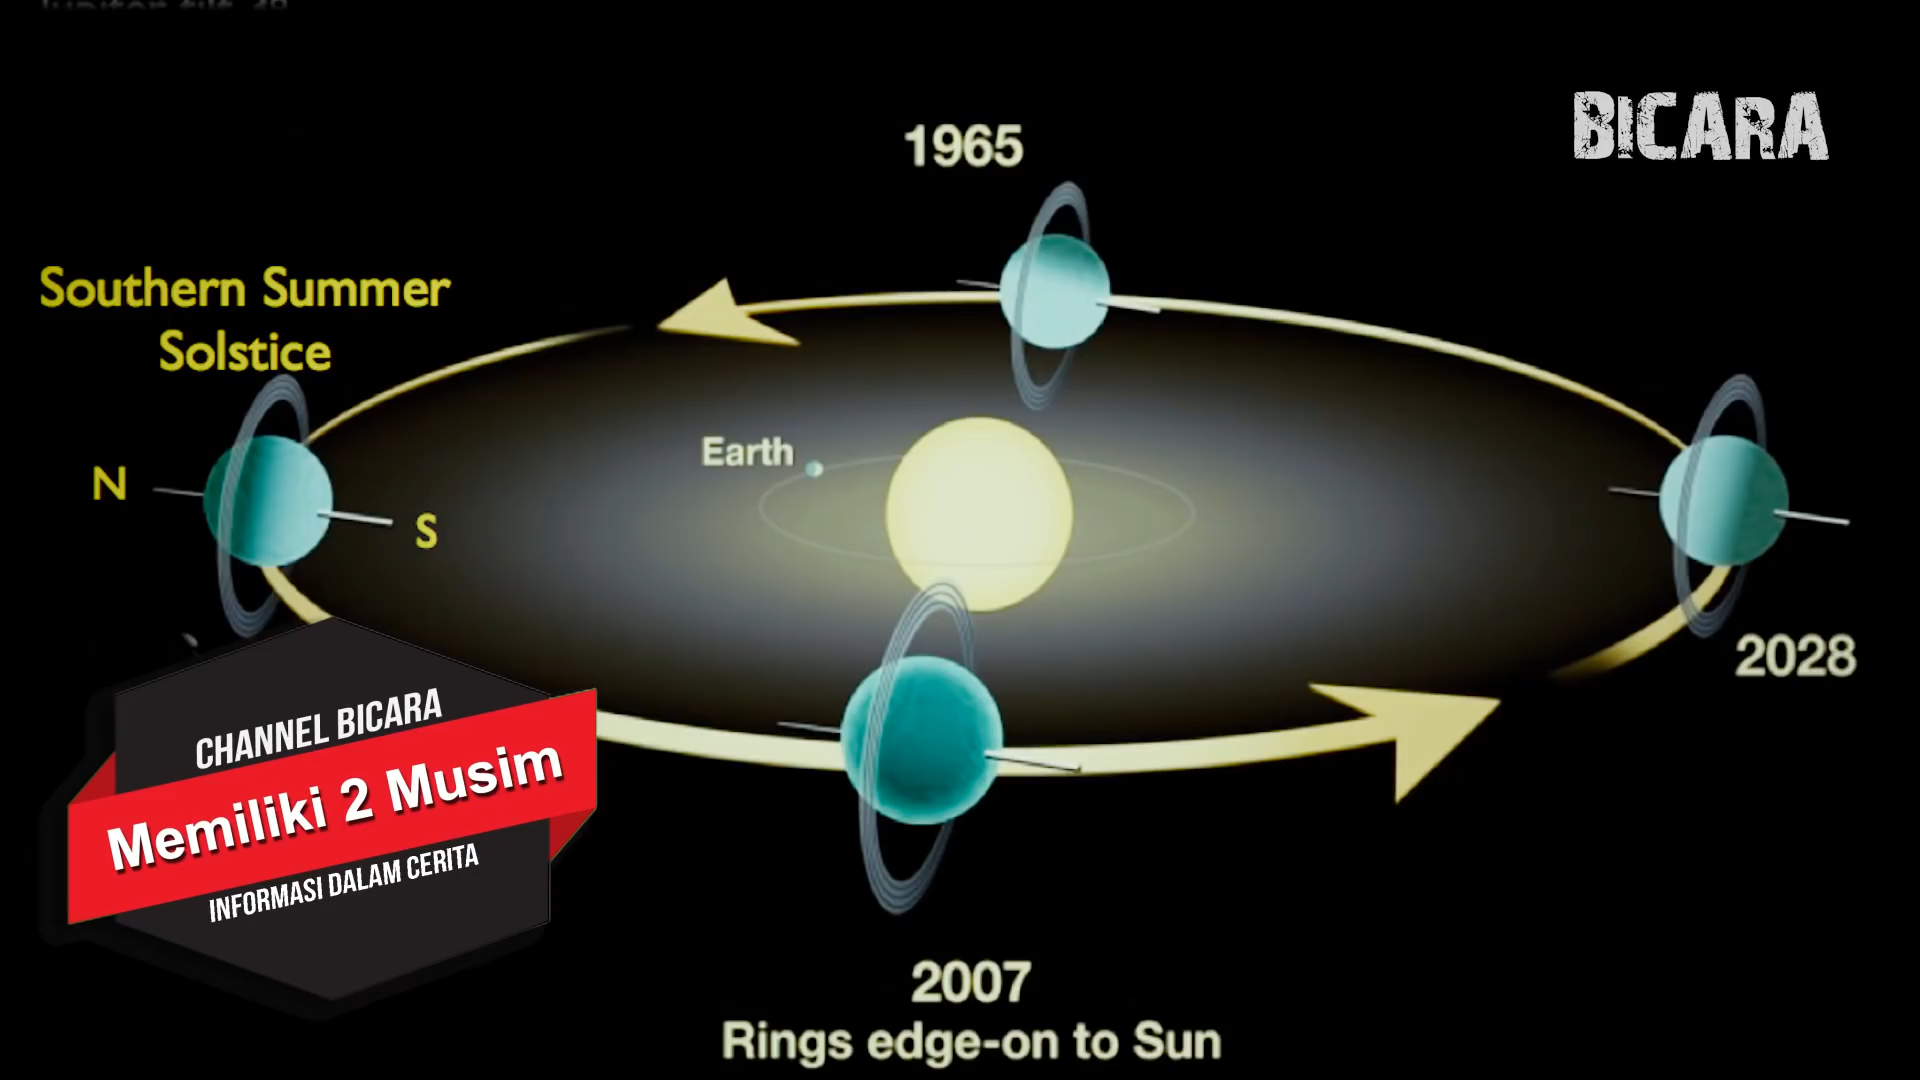 BICARA
1965
Southern Summer
Solstice
Earth
N
S
2028
CHANNEL BICARA
Memiliki 2 Musim
INFORMASI DALAM CERITA
2007
Rings edge-on to Sun